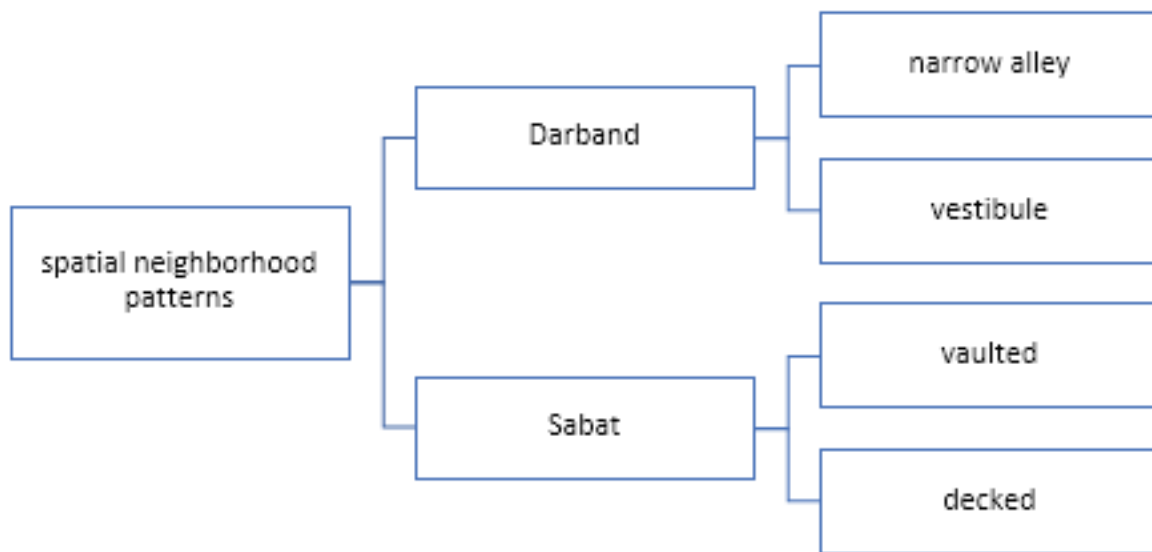 spatial neighborhood
patterns
Darband
narrow alley
vestibule
Sabat
vaulted
decked